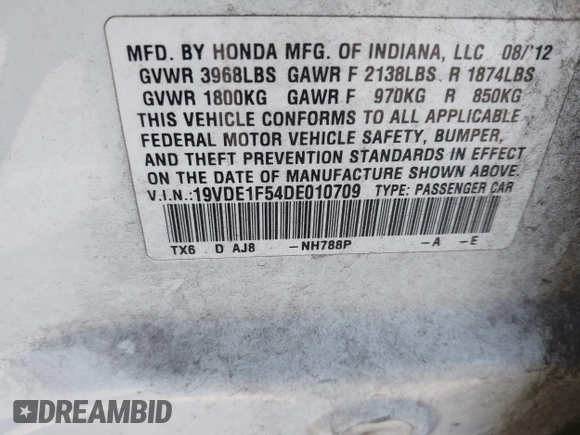 MFD. BY HONDA MFG. OF INDIANA, LLC 08/'12
GVWR 3968LBS GAWR F 2138LBS R 1874LBS
GVWR 1800KG GAWR F 970KG R 850KG
THIS VEHICLE CONFORMS TO ALL APPLICABLE
FEDERAL MOTOR VEHICLE SAFETY, BUMPER,
AND THEFT PREVENTION STANDARDS IN EFFECT
ON THE DATE OF MANUFACTURE SHOWN ABOVE.
V.I.N.:19VDE1F54DE010709 TYPE: PASSENGER CAR
TX6 D AJ8 -NH788P -A -E
DREAMBID